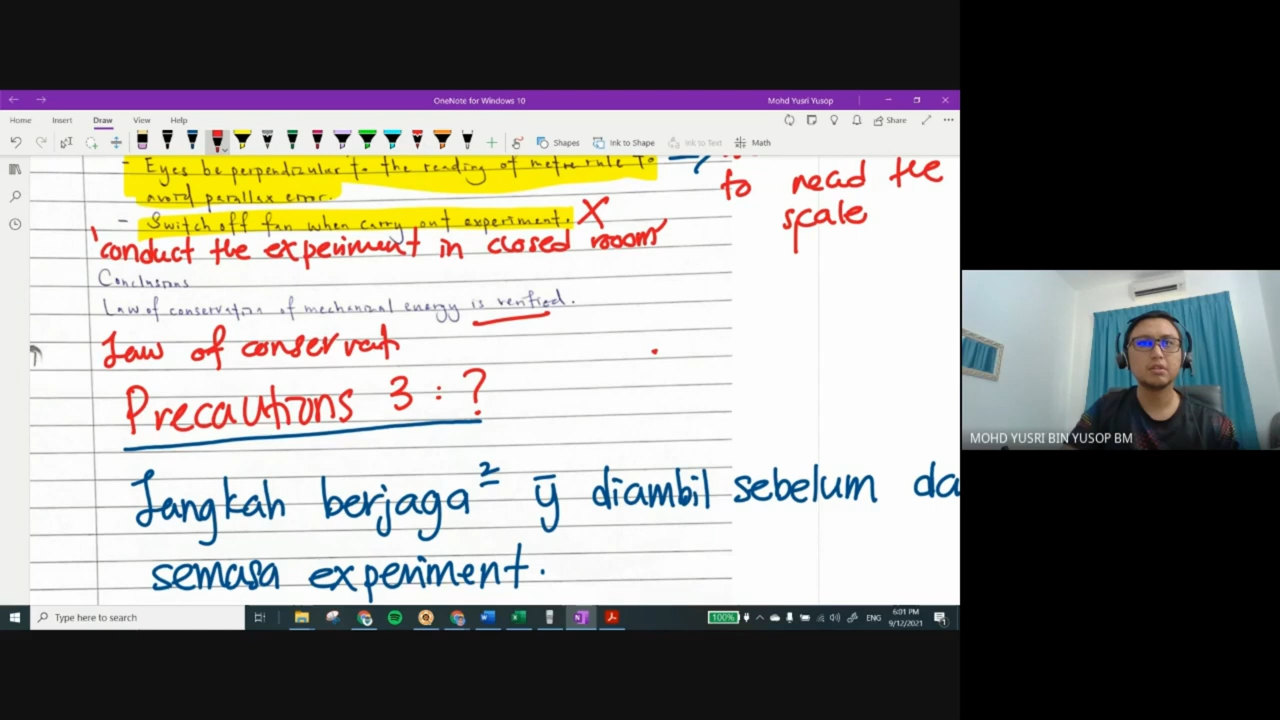 OneNote for Windows 10
Mohd Yusri Yusop
Home Insert Draw View Help
Share
Shapes Ink to Shape Ink to Text Math
- Eyes be perpendicular to the reading of metre rule to
avoid parallax error.
to read the
scale
- Switch off fan when carry out experiment. X
conduct the experiment in closed room
Conclusions
Law of conservation of mechanical energy is verified.
Law of conservat
Precautions 3 : ?
Langkah berjaga² ȳ diambil sebelum da
semasa experiment.
MOHD YUSRI BIN YUSOP BM
Type here to search
100%
ENG
6:01 PM
9/12/2021